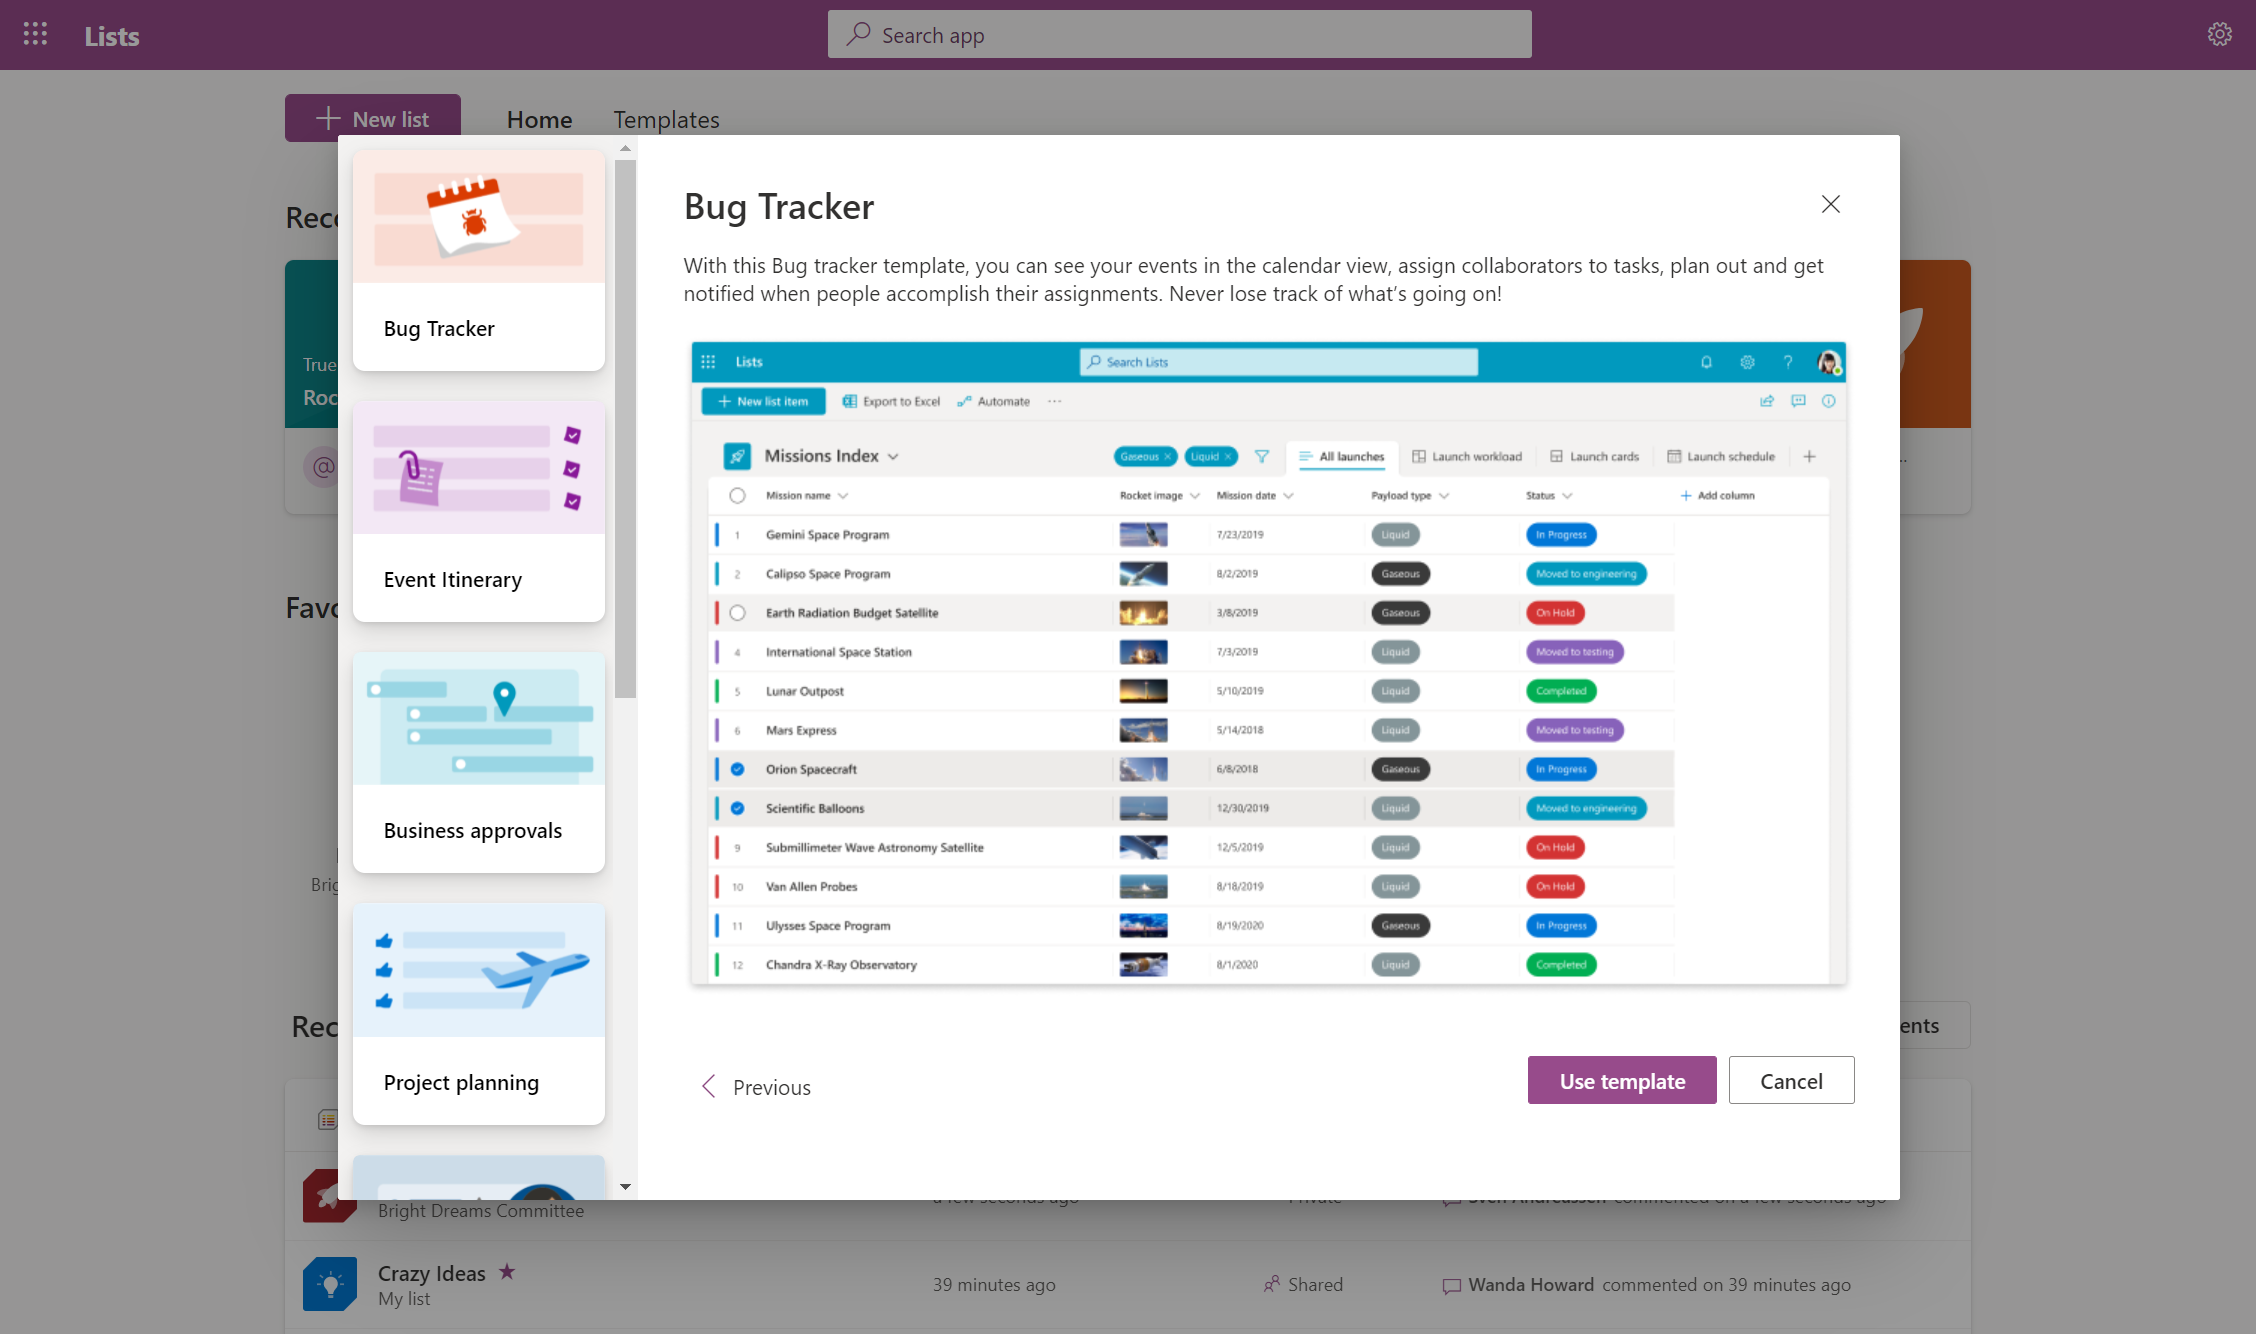 Lists
Search app
New list
Home
Templates
Bug Tracker
Event Itinerary
Business approvals
Project planning
Bug Tracker
With this Bug tracker template, you can see your events in the calendar view, assign collaborators to tasks, plan out and get
notified when people accomplish their assignments. Never lose track of what’s going on!
Lists
Search Lists
New list item
Export to Excel
Automate
Missions Index
Gaseous
Liquid
All launches
Launch workload
Launch cards
Launch schedule
Mission name Rocket image Mission date Payload type Status Add column
1 Gemini Space Program 7/23/2019 Liquid In Progress
2 Calipso Space Program 8/2/2019 Gaseous Moved to engineering
Earth Radiation Budget Satellite 3/8/2019 Gaseous On Hold
4 International Space Station 7/3/2019 Liquid Moved to testing
5 Lunar Outpost 5/10/2019 Liquid Completed
6 Mars Express 5/14/2018 Liquid Moved to testing
Orion Spacecraft 6/8/2018 Gaseous In Progress
Scientific Balloons 12/30/2019 Liquid Moved to engineering
9 Submillimeter Wave Astronomy Satellite 12/5/2019 Liquid On Hold
10 Van Allen Probes 8/18/2019 Liquid On Hold
11 Ulysses Space Program 8/19/2020 Gaseous In Progress
12 Chandra X-Ray Observatory 8/1/2020 Liquid Completed
Previous
Use template
Cancel
True
a few seconds ago
Private
Sven Andreassen commented on a few seconds ago
Bright Dreams Committee
Crazy Ideas
39 minutes ago
Shared
Wanda Howard commented on 39 minutes ago
My list